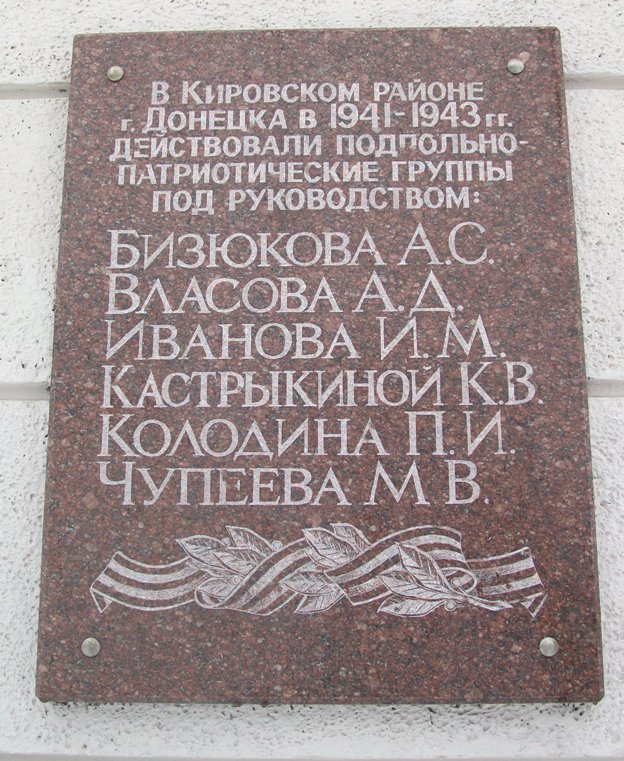 В КИРОВСКОМ РАЙОНЕ
г. ДОНЕЦКА В 1941-1943 гг.
ДЕЙСТВОВАЛИ ПОДПОЛЬНО-
ПАТРИОТИЧЕСКИЕ ГРУППЫ
ПОД РУКОВОДСТВОМ:
БИЗЮКОВА А.С.
ВЛАСОВА А.Д.
ИВАНОВА И.М.
КАСТРЫКИНОЙ К.В.
КОЛОДИНА П.И.
ЧУПЕЕВА М В.